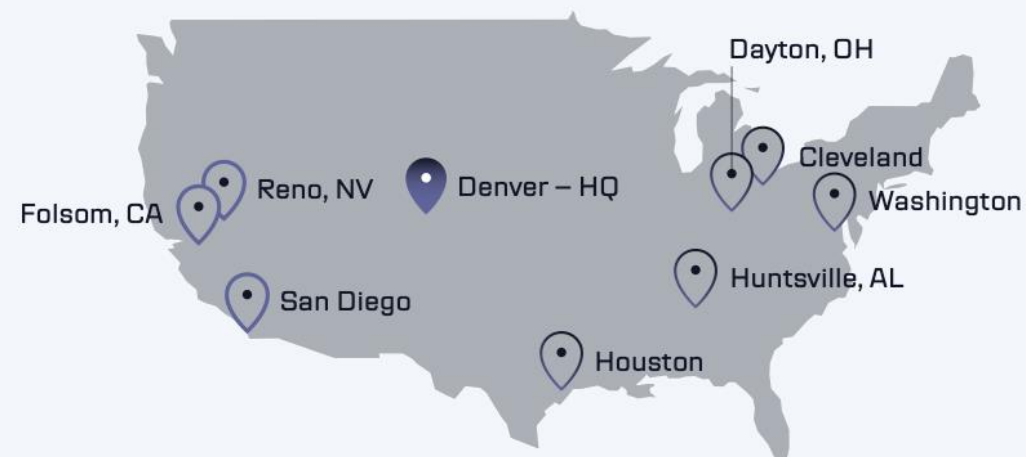 Dayton, OH
Cleveland
Reno, NV
Denver – HQ
Washington
Folsom, CA
Huntsville, AL
San Diego
Houston